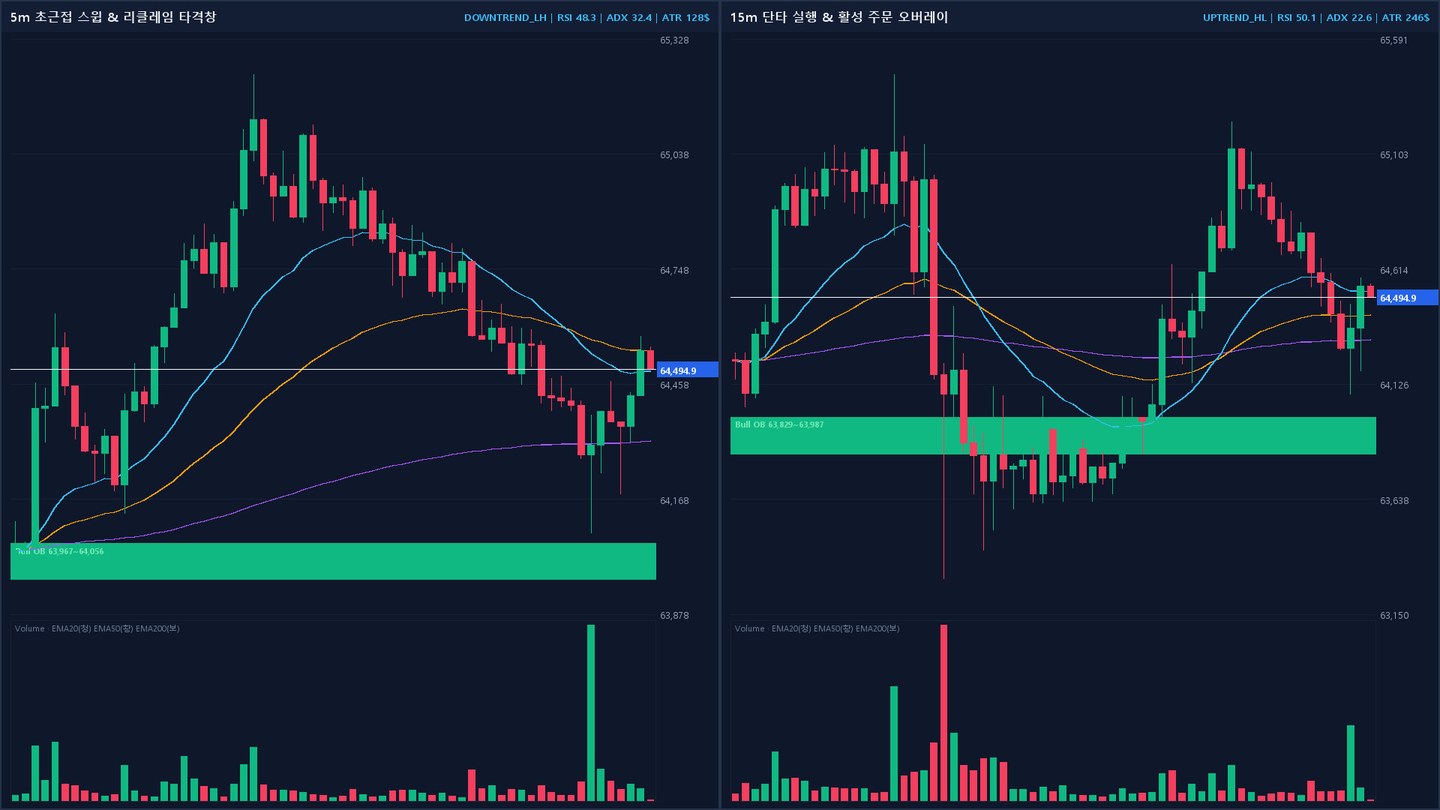 5m 초근접 스윕 & 리클레임 타격창
DOWNTREND_LH | RSI 48.3 | ADX 32.4 | ATR 128$
65,328
65,038
64,748
64,494.9
64,458
64,168
Bull OB 63,967~64,056
63,878
Volume · EMA20(청) EMA50(황) EMA200(보)
15m 단타 실행 & 활성 주문 오버레이
UPTREND_HL | RSI 50.1 | ADX 22.6 | ATR 246$
65,591
65,103
64,614
64,494.9
64,126
Bull OB 63,829~63,987
63,638
63,150
Volume · EMA20(청) EMA50(황) EMA200(보)